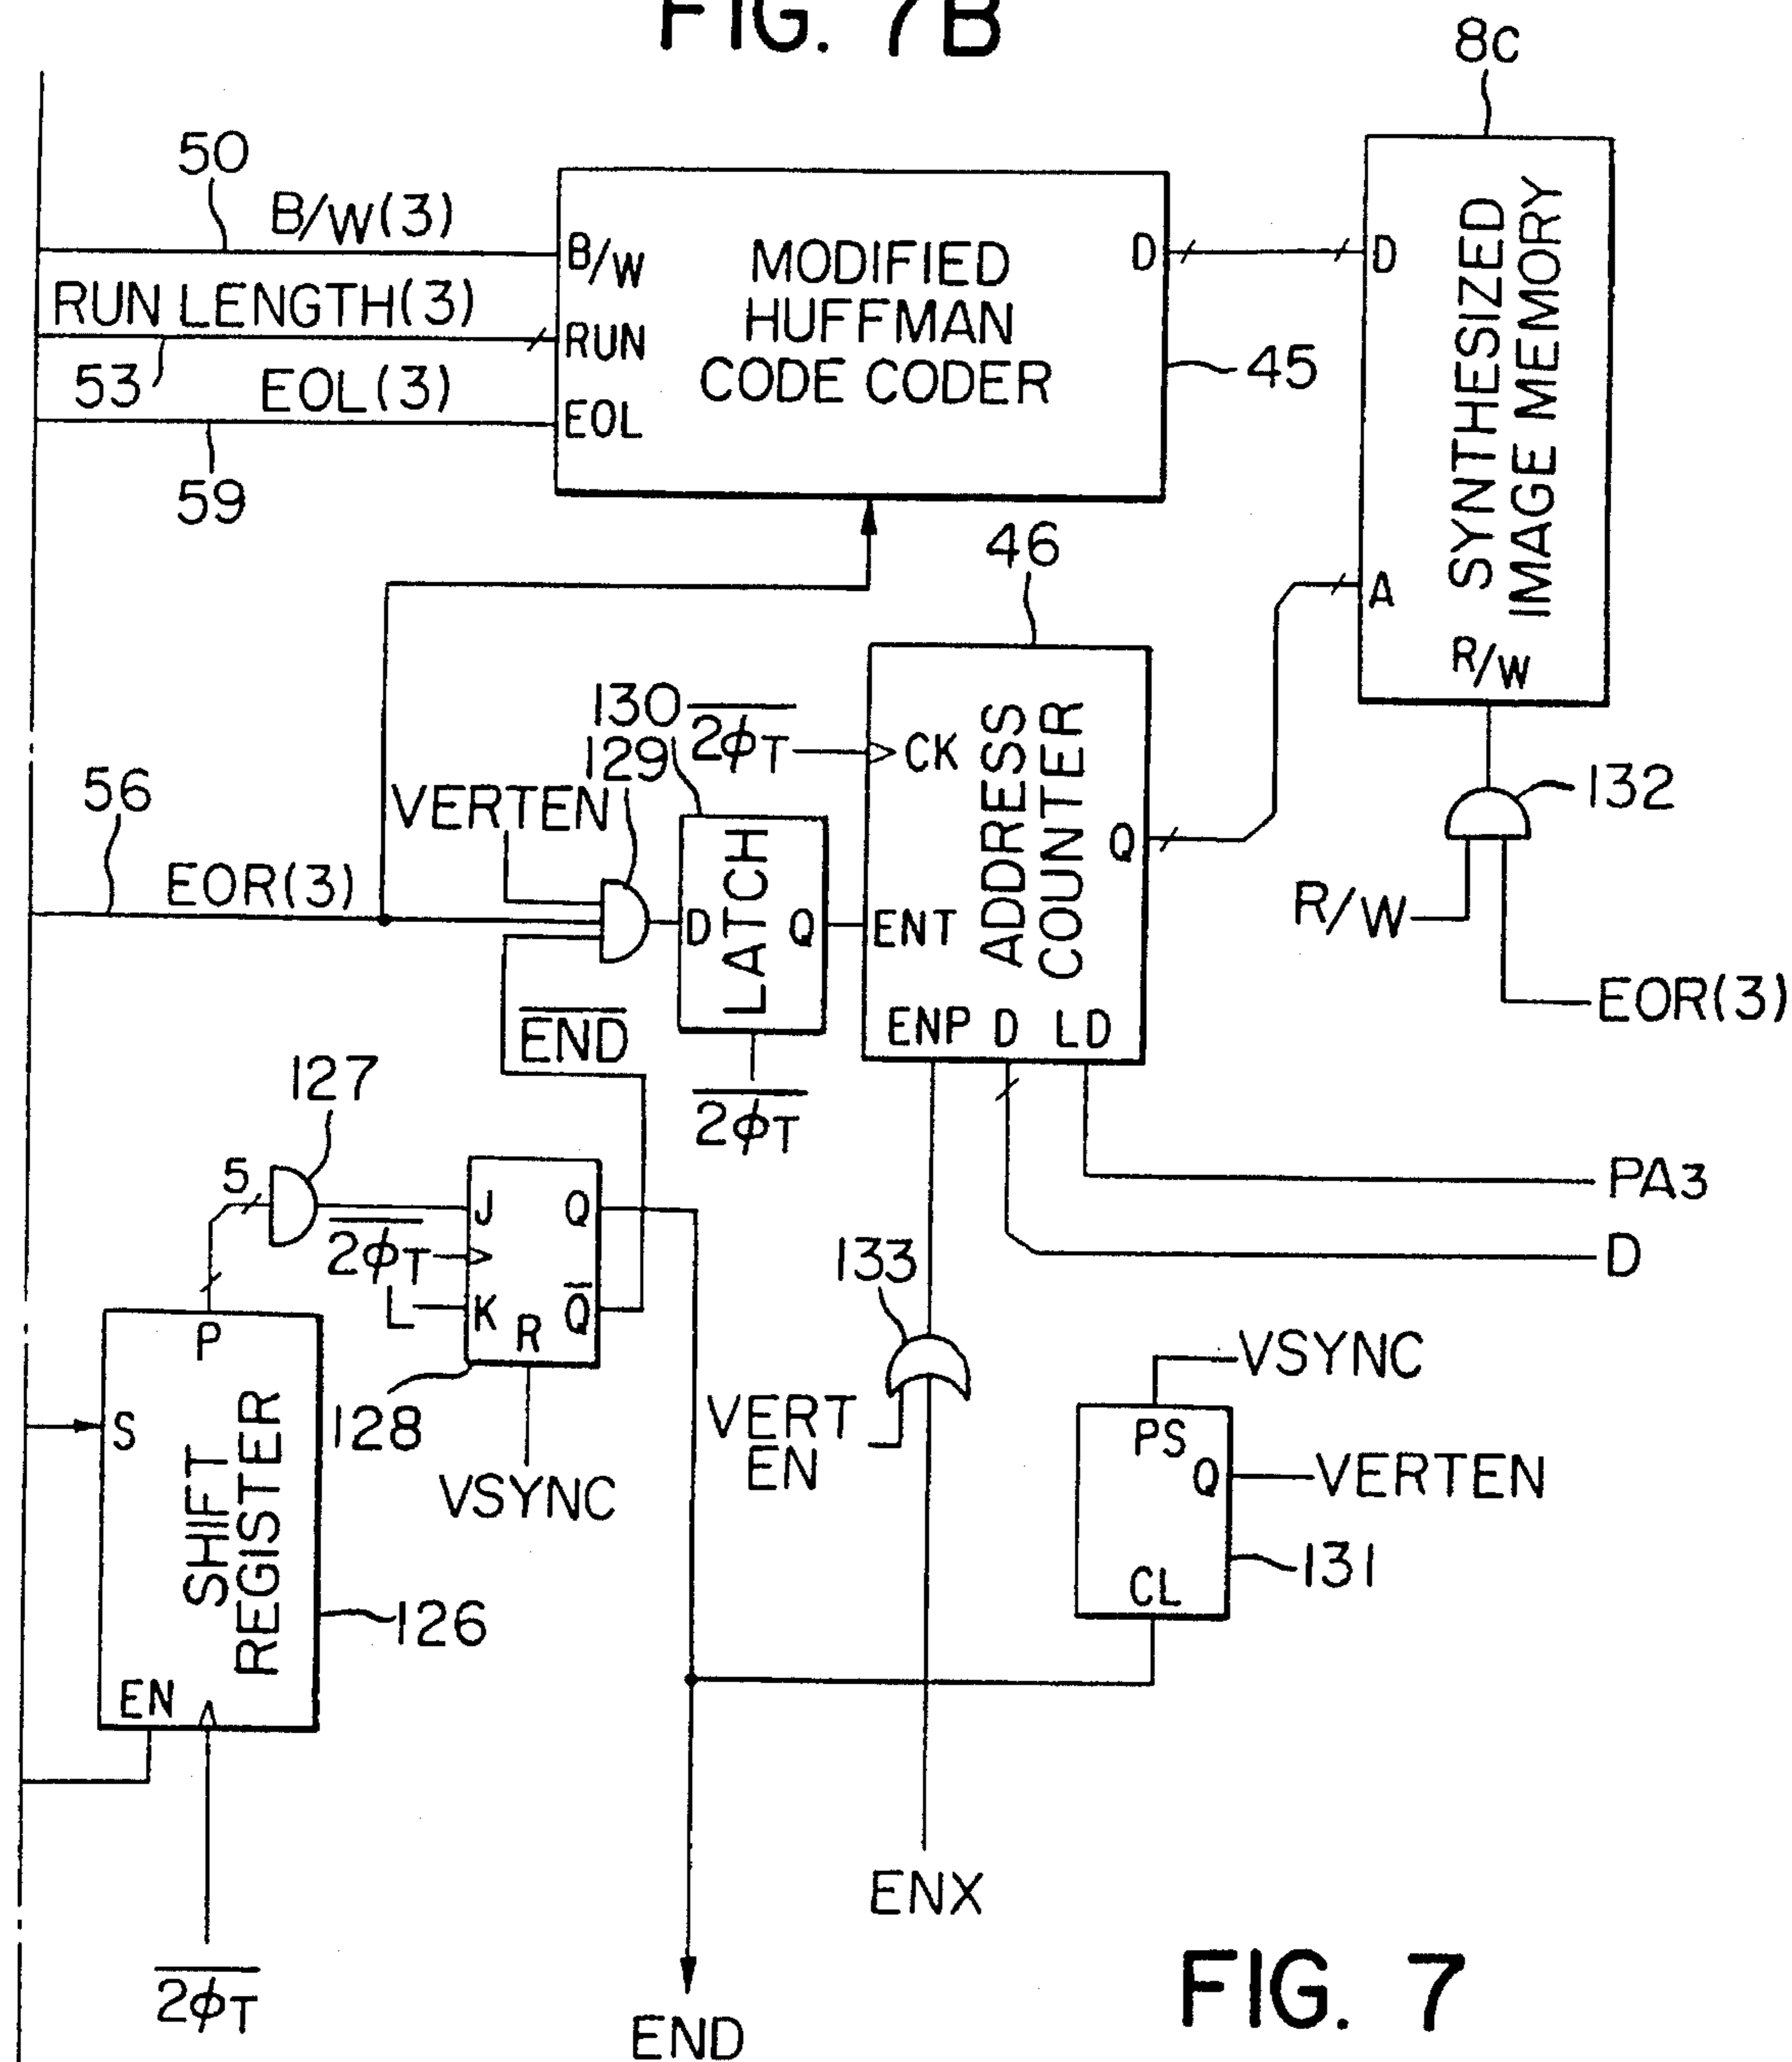 FIG. 7B
8C
50
B/W(3)
B/W
MODIFIED
HUFFMAN
CODE CODER
D
D
RUN LENGTH(3)
RUN
53
EOL(3)
EOL
45
59
SYNTHESIZED
IMAGE MEMORY
A
R/W
46
130
129
2ϕT
CK
ADDRESS
COUNTER
Q
132
56
VERTEN
EOR(3)
D
LATCH
Q
ENT
R/W
EOR(3)
ENP D LD
END
2ϕT
127
5
PA3
D
J
Q
2ϕT
L
K
R
Q
128
VSYNC
133
VERT
EN
VSYNC
PS
Q
VERTEN
131
CL
P
S
SHIFT
REGISTER
126
EN
2ϕT
ENX
END
FIG. 7